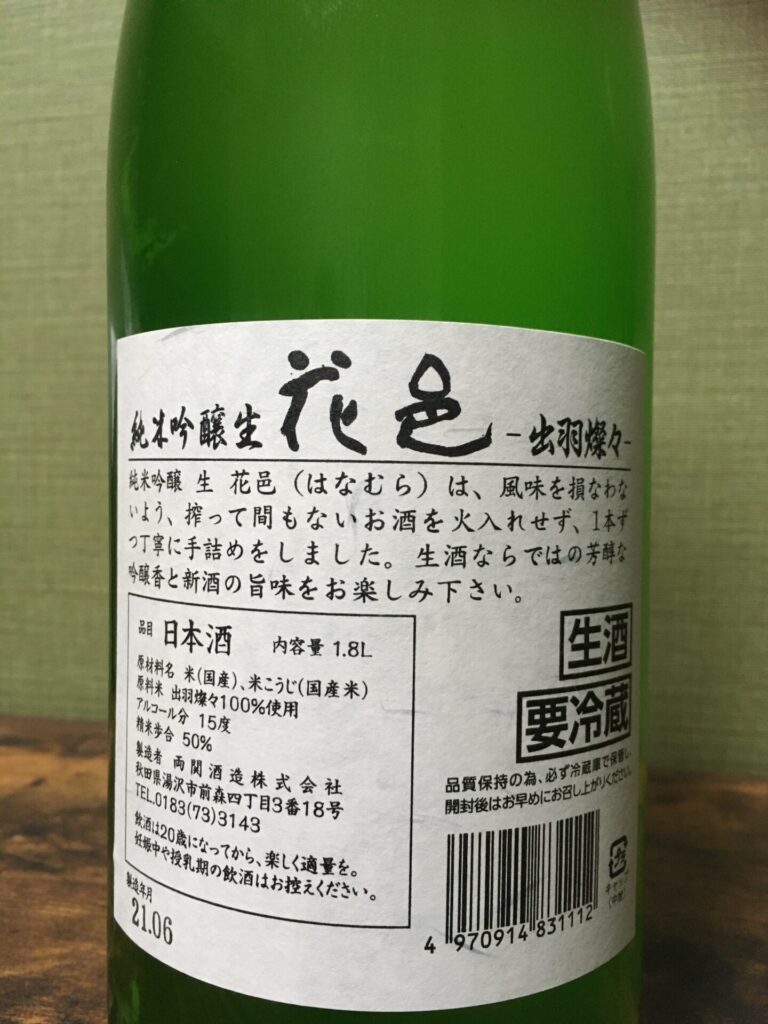 純米吟醸生 花邑 -出羽燦々-
純米吟醸 生 花邑（はなむら）は、風味を損なわな
いよう、搾って間もないお酒を火入れせず、1本ず
つ丁寧に手詰めをしました。生酒ならではの芳醇な
吟醸香と新酒の旨味をお楽しみ下さい。
品目 日本酒 内容量 1.8L
原材料名 米(国産)、米こうじ(国産米)
原料米 出羽燦々100%使用
アルコール分 15度
精米歩合 50%
製造者 両関酒造株式会社
秋田県湯沢市前森四丁目3番18号
TEL.0183(73)3143
飲酒は20歳になってから、楽しく適量を。
妊娠中や授乳期の飲酒はお控えください。
製造年月
21.06
生酒
要冷蔵
品質保持の為、必ず冷蔵庫で保管し、
開封後はお早めにお召し上がりください。
4 970914 831112